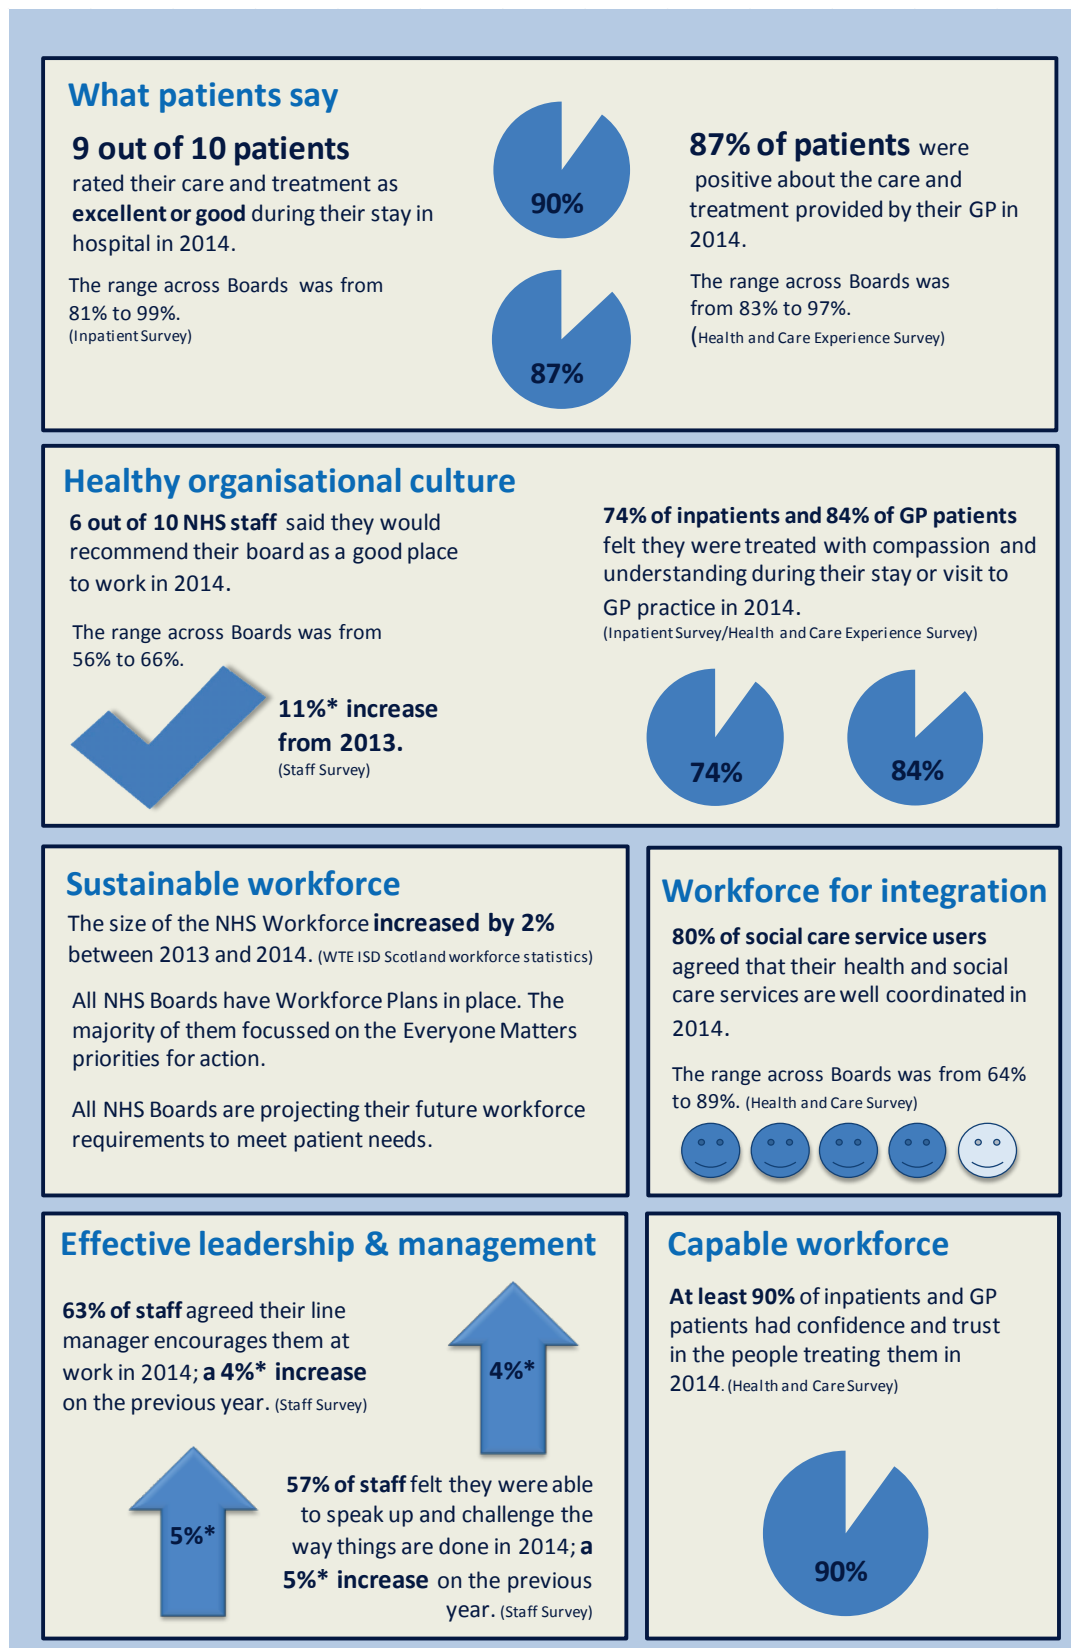 What patients say
9 out of 10 patients
rated their care and treatment as
excellent or good during their stay in
hospital in 2014.
The range across Boards was from
81% to 99%.
(Inpatient Survey)
90%
87%
87% of patients were
positive about the care and
treatment provided by their GP in
2014.
The range across Boards was
from 83% to 97%.
(Health and Care Experience Survey)
Healthy organisational culture
6 out of 10 NHS staff said they would
recommend their board as a good place
to work in 2014.
The range across Boards was from
56% to 66%.
11%* increase
from 2013.
(Staff Survey)
74% of inpatients and 84% of GP patients
felt they were treated with compassion and
understanding during their stay or visit to
GP practice in 2014.
(Inpatient Survey/Health and Care Experience Survey)
74%
84%
Sustainable workforce
The size of the NHS Workforce increased by 2%
between 2013 and 2014. (WTE ISD Scotland workforce statistics)
All NHS Boards have Workforce Plans in place. The
majority of them focussed on the Everyone Matters
priorities for action.
All NHS Boards are projecting their future workforce
requirements to meet patient needs.
Workforce for integration
80% of social care service users
agreed that their health and social
care services are well coordinated in
2014.
The range across Boards was from 64%
to 89%. (Health and Care Survey)
Effective leadership & management
63% of staff agreed their line
manager encourages them at
work in 2014; a 4%* increase
on the previous year. (Staff Survey)
4%*
5%*
57% of staff felt they were able
to speak up and challenge the
way things are done in 2014; a
5%* increase on the previous
year. (Staff Survey)
Capable workforce
At least 90% of inpatients and GP
patients had confidence and trust
in the people treating them in
2014. (Health and Care Survey)
90%